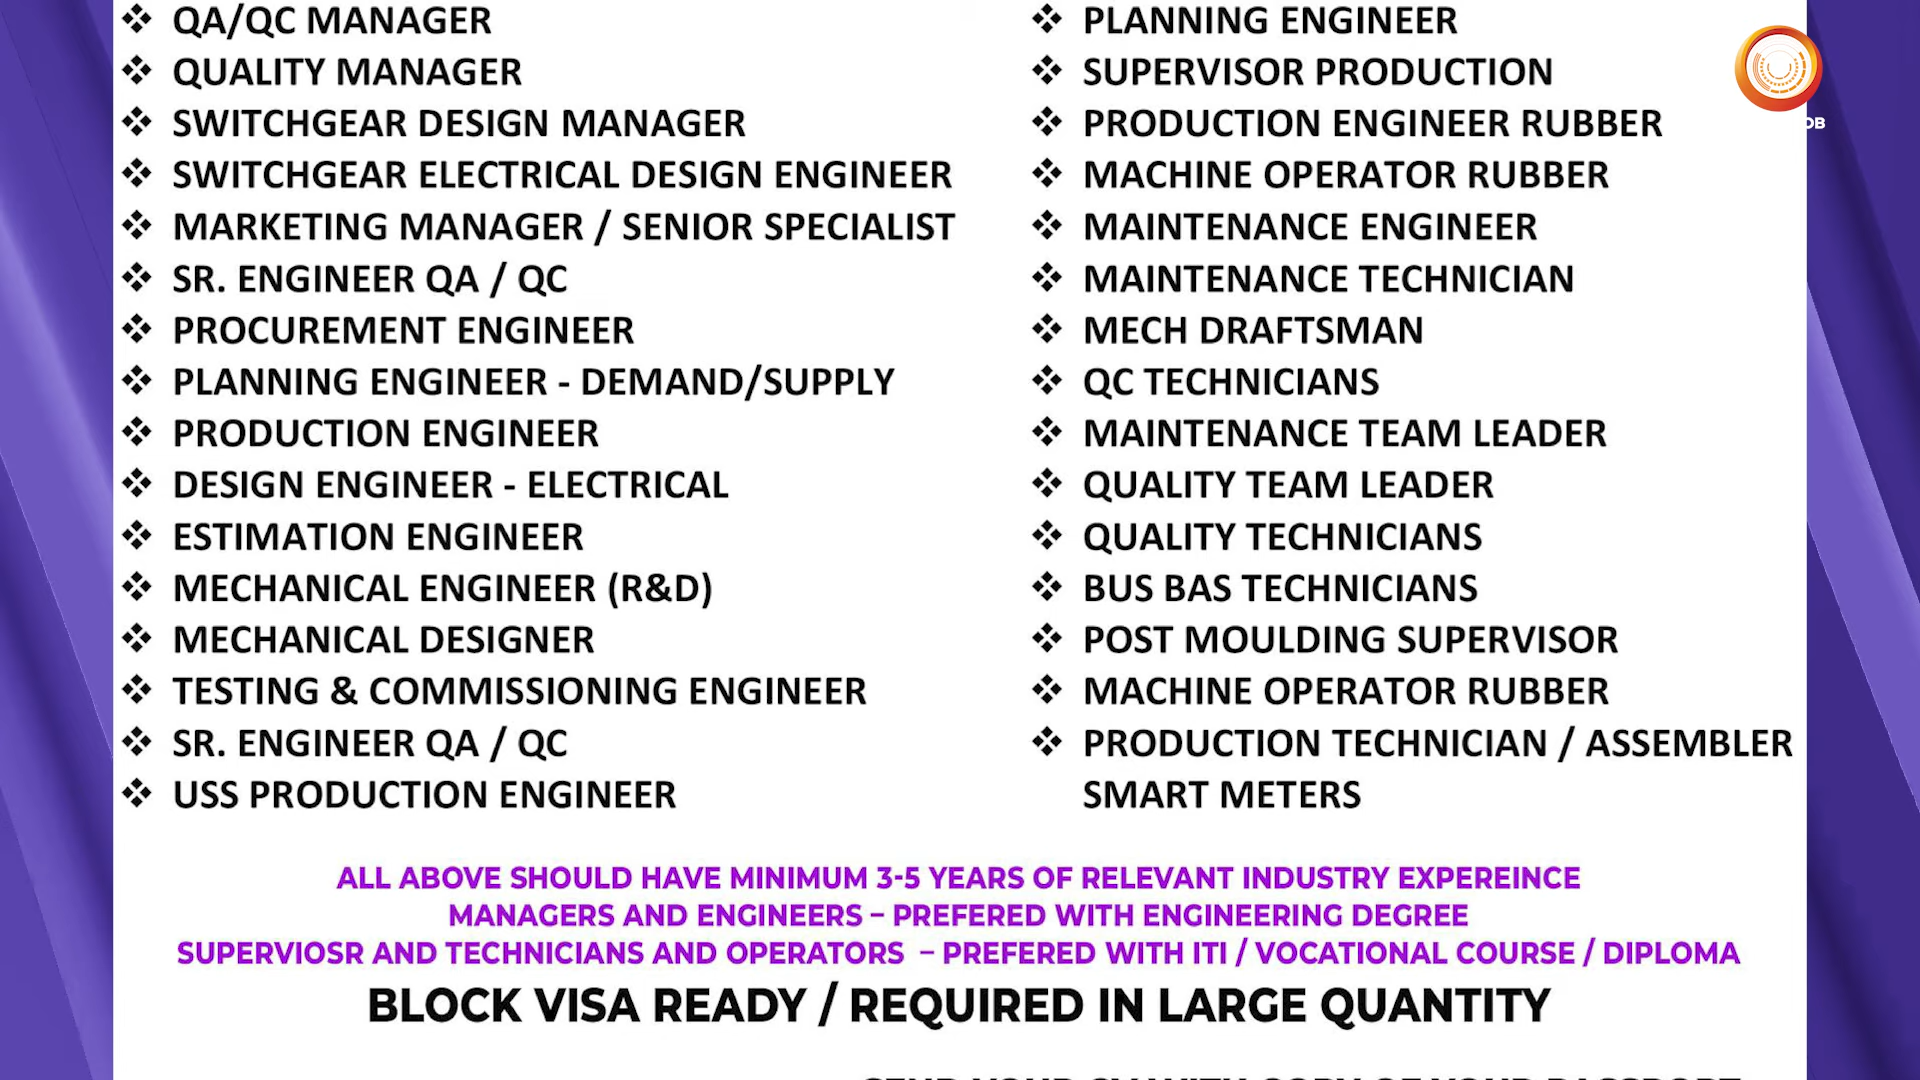 QA/QC MANAGER
QUALITY MANAGER
SWITCHGEAR DESIGN MANAGER
SWITCHGEAR ELECTRICAL DESIGN ENGINEER
MARKETING MANAGER / SENIOR SPECIALIST
SR. ENGINEER QA / QC
PROCUREMENT ENGINEER
PLANNING ENGINEER - DEMAND/SUPPLY
PRODUCTION ENGINEER
DESIGN ENGINEER - ELECTRICAL
ESTIMATION ENGINEER
MECHANICAL ENGINEER (R&D)
MECHANICAL DESIGNER
TESTING & COMMISSIONING ENGINEER
SR. ENGINEER QA / QC
USS PRODUCTION ENGINEER
PLANNING ENGINEER
SUPERVISOR PRODUCTION
PRODUCTION ENGINEER RUBBER
MACHINE OPERATOR RUBBER
MAINTENANCE ENGINEER
MAINTENANCE TECHNICIAN
MECH DRAFTSMAN
QC TECHNICIANS
MAINTENANCE TEAM LEADER
QUALITY TEAM LEADER
QUALITY TECHNICIANS
BUS BAS TECHNICIANS
POST MOULDING SUPERVISOR
MACHINE OPERATOR RUBBER
PRODUCTION TECHNICIAN / ASSEMBLER
SMART METERS
ALL ABOVE SHOULD HAVE MINIMUM 3-5 YEARS OF RELEVANT INDUSTRY EXPEREINCE
MANAGERS AND ENGINEERS – PREFERED WITH ENGINEERING DEGREE
SUPERVIOSR AND TECHNICIANS AND OPERATORS – PREFERED WITH ITI / VOCATIONAL COURSE / DIPLOMA
BLOCK VISA READY / REQUIRED IN LARGE QUANTITY